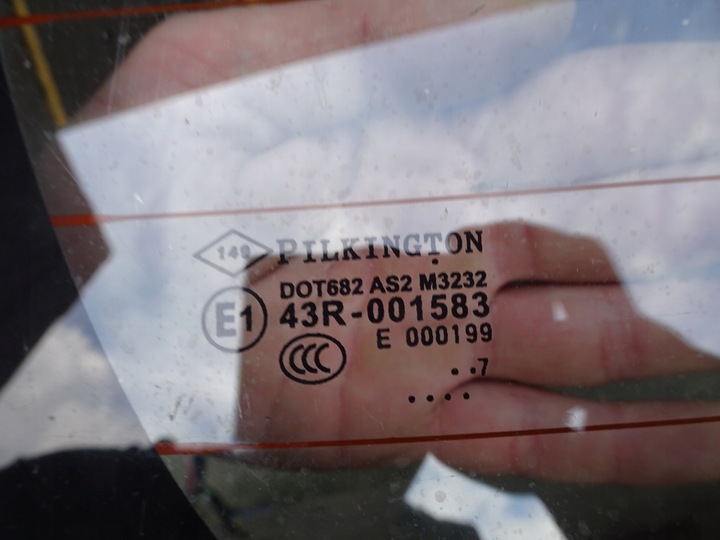 149 PILKINGTON
DOT682 AS2 M3232
E1 43R-001583
E 000199
CCC
. .7
. . . .